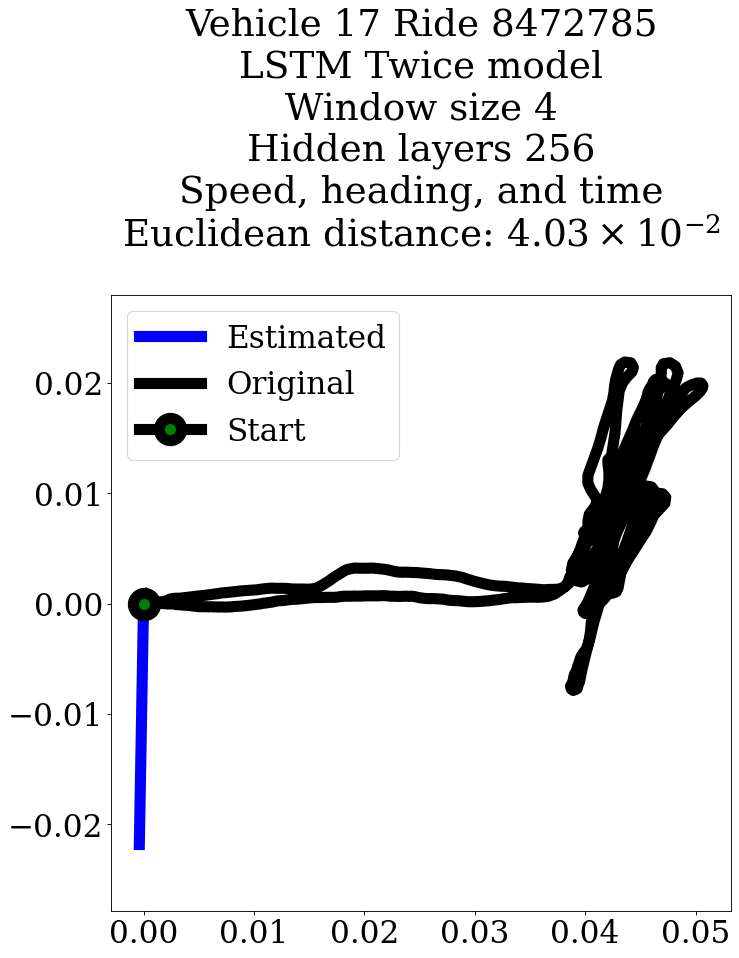 Vehicle 17 Ride 8472785
LSTM Twice model
Window size 4
Hidden layers 256
Speed, heading, and time
Euclidean distance: 4.03 × 10⁻²
Estimated
Original
Start
0.02
0.01
0.00
−0.01
−0.02
0.00 0.01 0.02 0.03 0.04 0.05